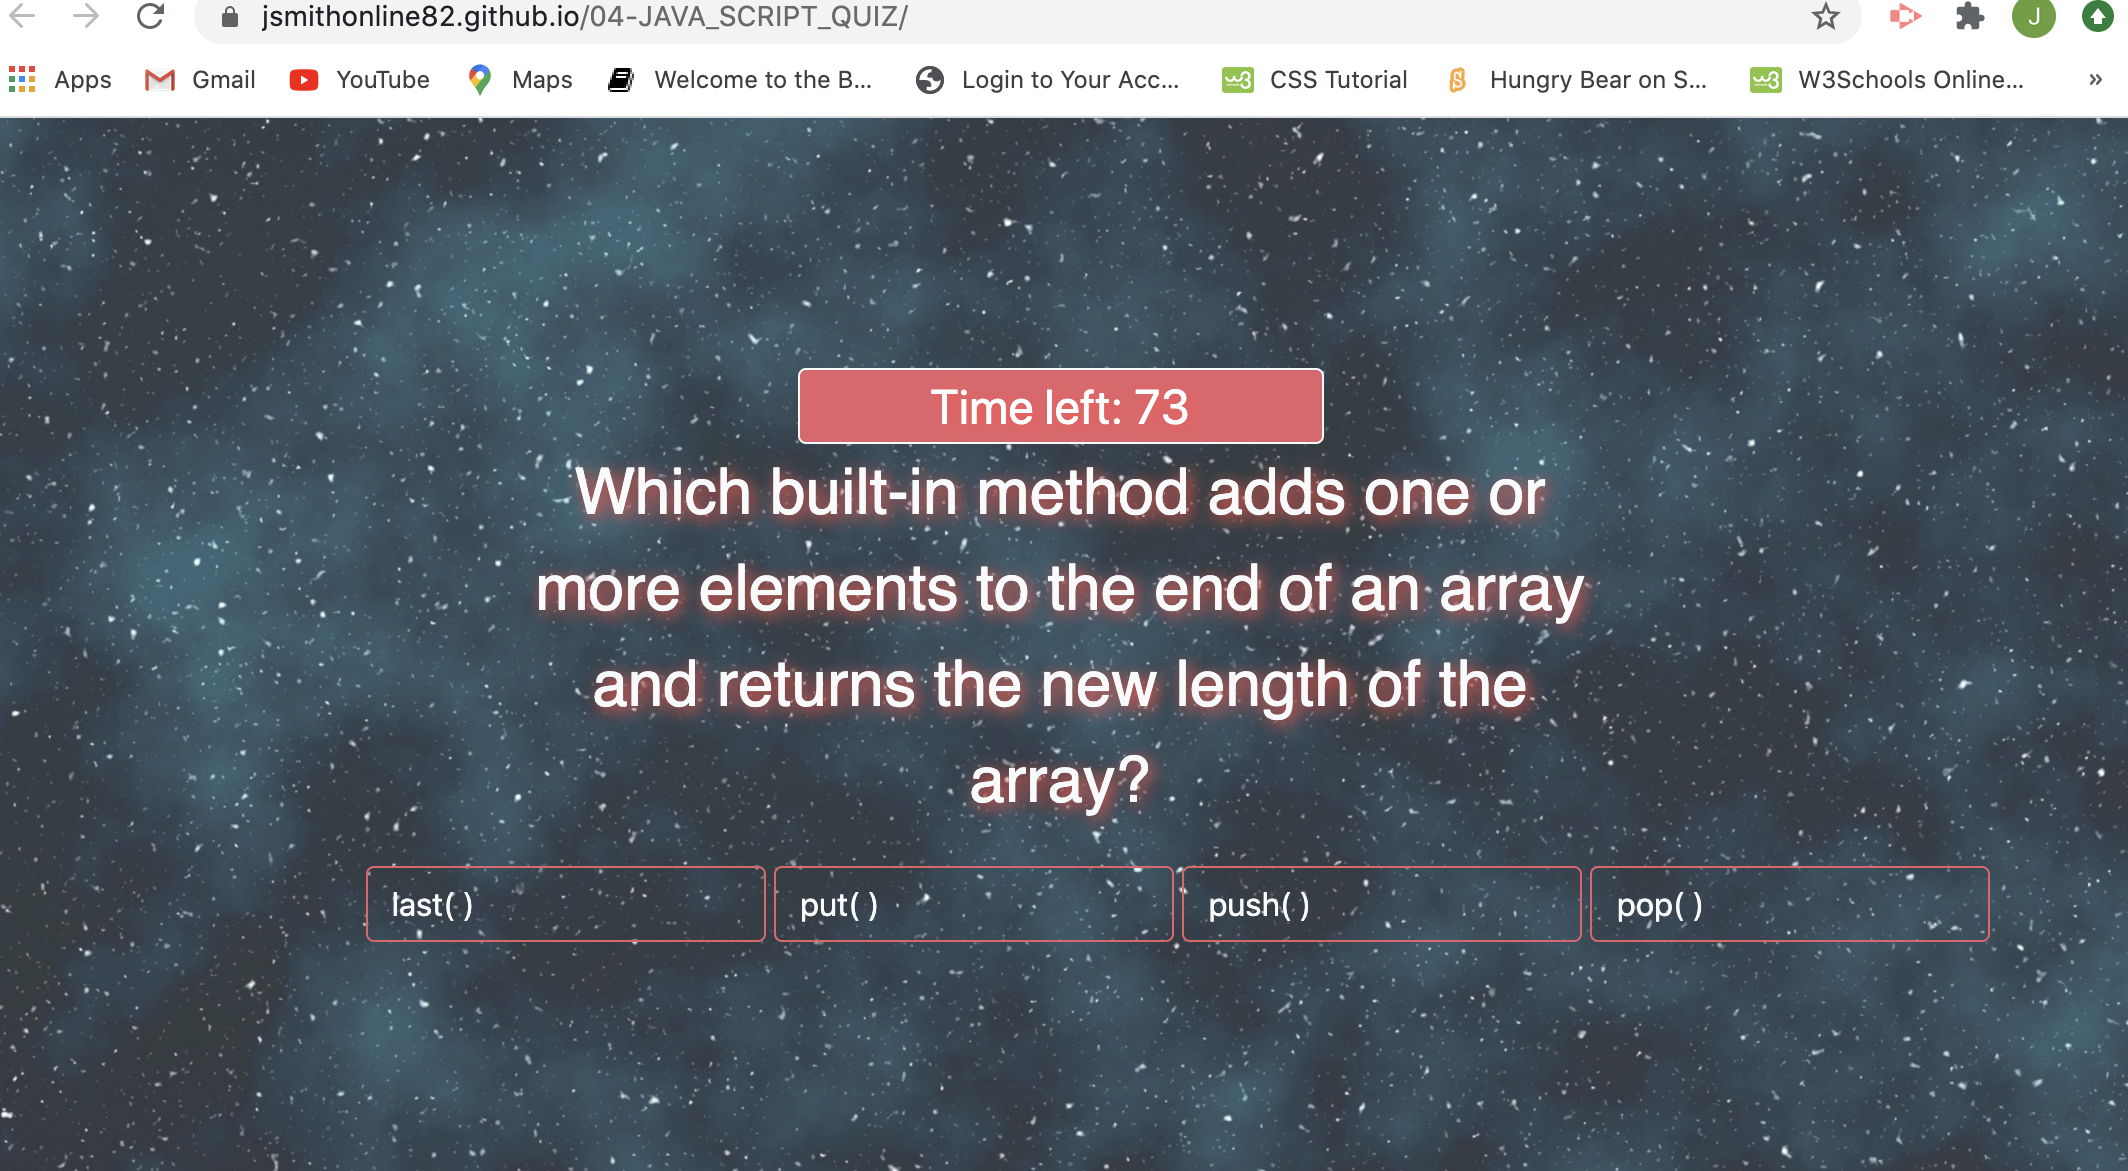 jsmithonline82.github.io/04-JAVA_SCRIPT_QUIZ/
J
Apps Gmail YouTube Maps Welcome to the B... Login to Your Acc... w3 CSS Tutorial Hungry Bear on S... w3 W3Schools Online... »
Time left: 73
Which built-in method adds one or
more elements to the end of an array
and returns the new length of the
array?
last( ) put( ) push( ) pop( )